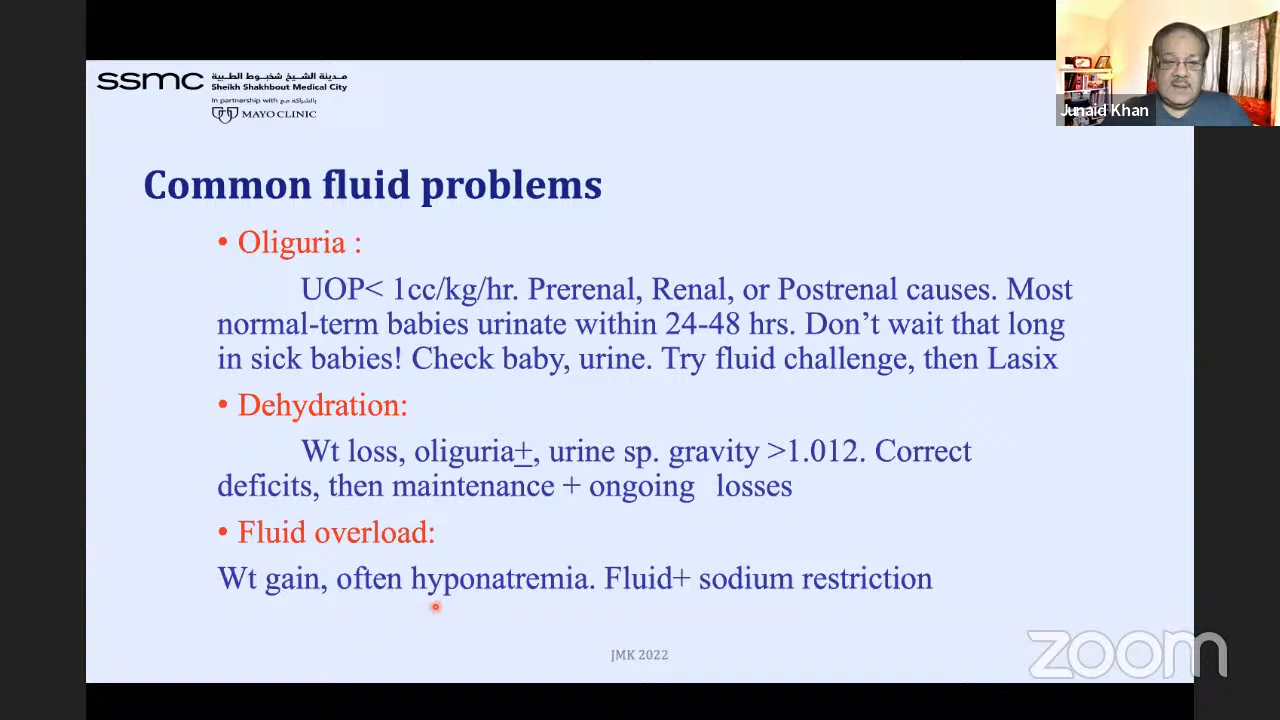 ssmc
مدينة الشيخ شخبوط الطبية
Sheikh Shakhbout Medical City
In partnership with بالشراكة مع
MAYO CLINIC
Junaid Khan
Common fluid problems
• Oliguria :
UOP< 1cc/kg/hr. Prerenal, Renal, or Postrenal causes. Most
normal-term babies urinate within 24-48 hrs. Don’t wait that long
in sick babies! Check baby, urine. Try fluid challenge, then Lasix
• Dehydration:
Wt loss, oliguria+, urine sp. gravity >1.012. Correct
deficits, then maintenance + ongoing losses
• Fluid overload:
Wt gain, often hyponatremia. Fluid+ sodium restriction
JMK 2022
zoom